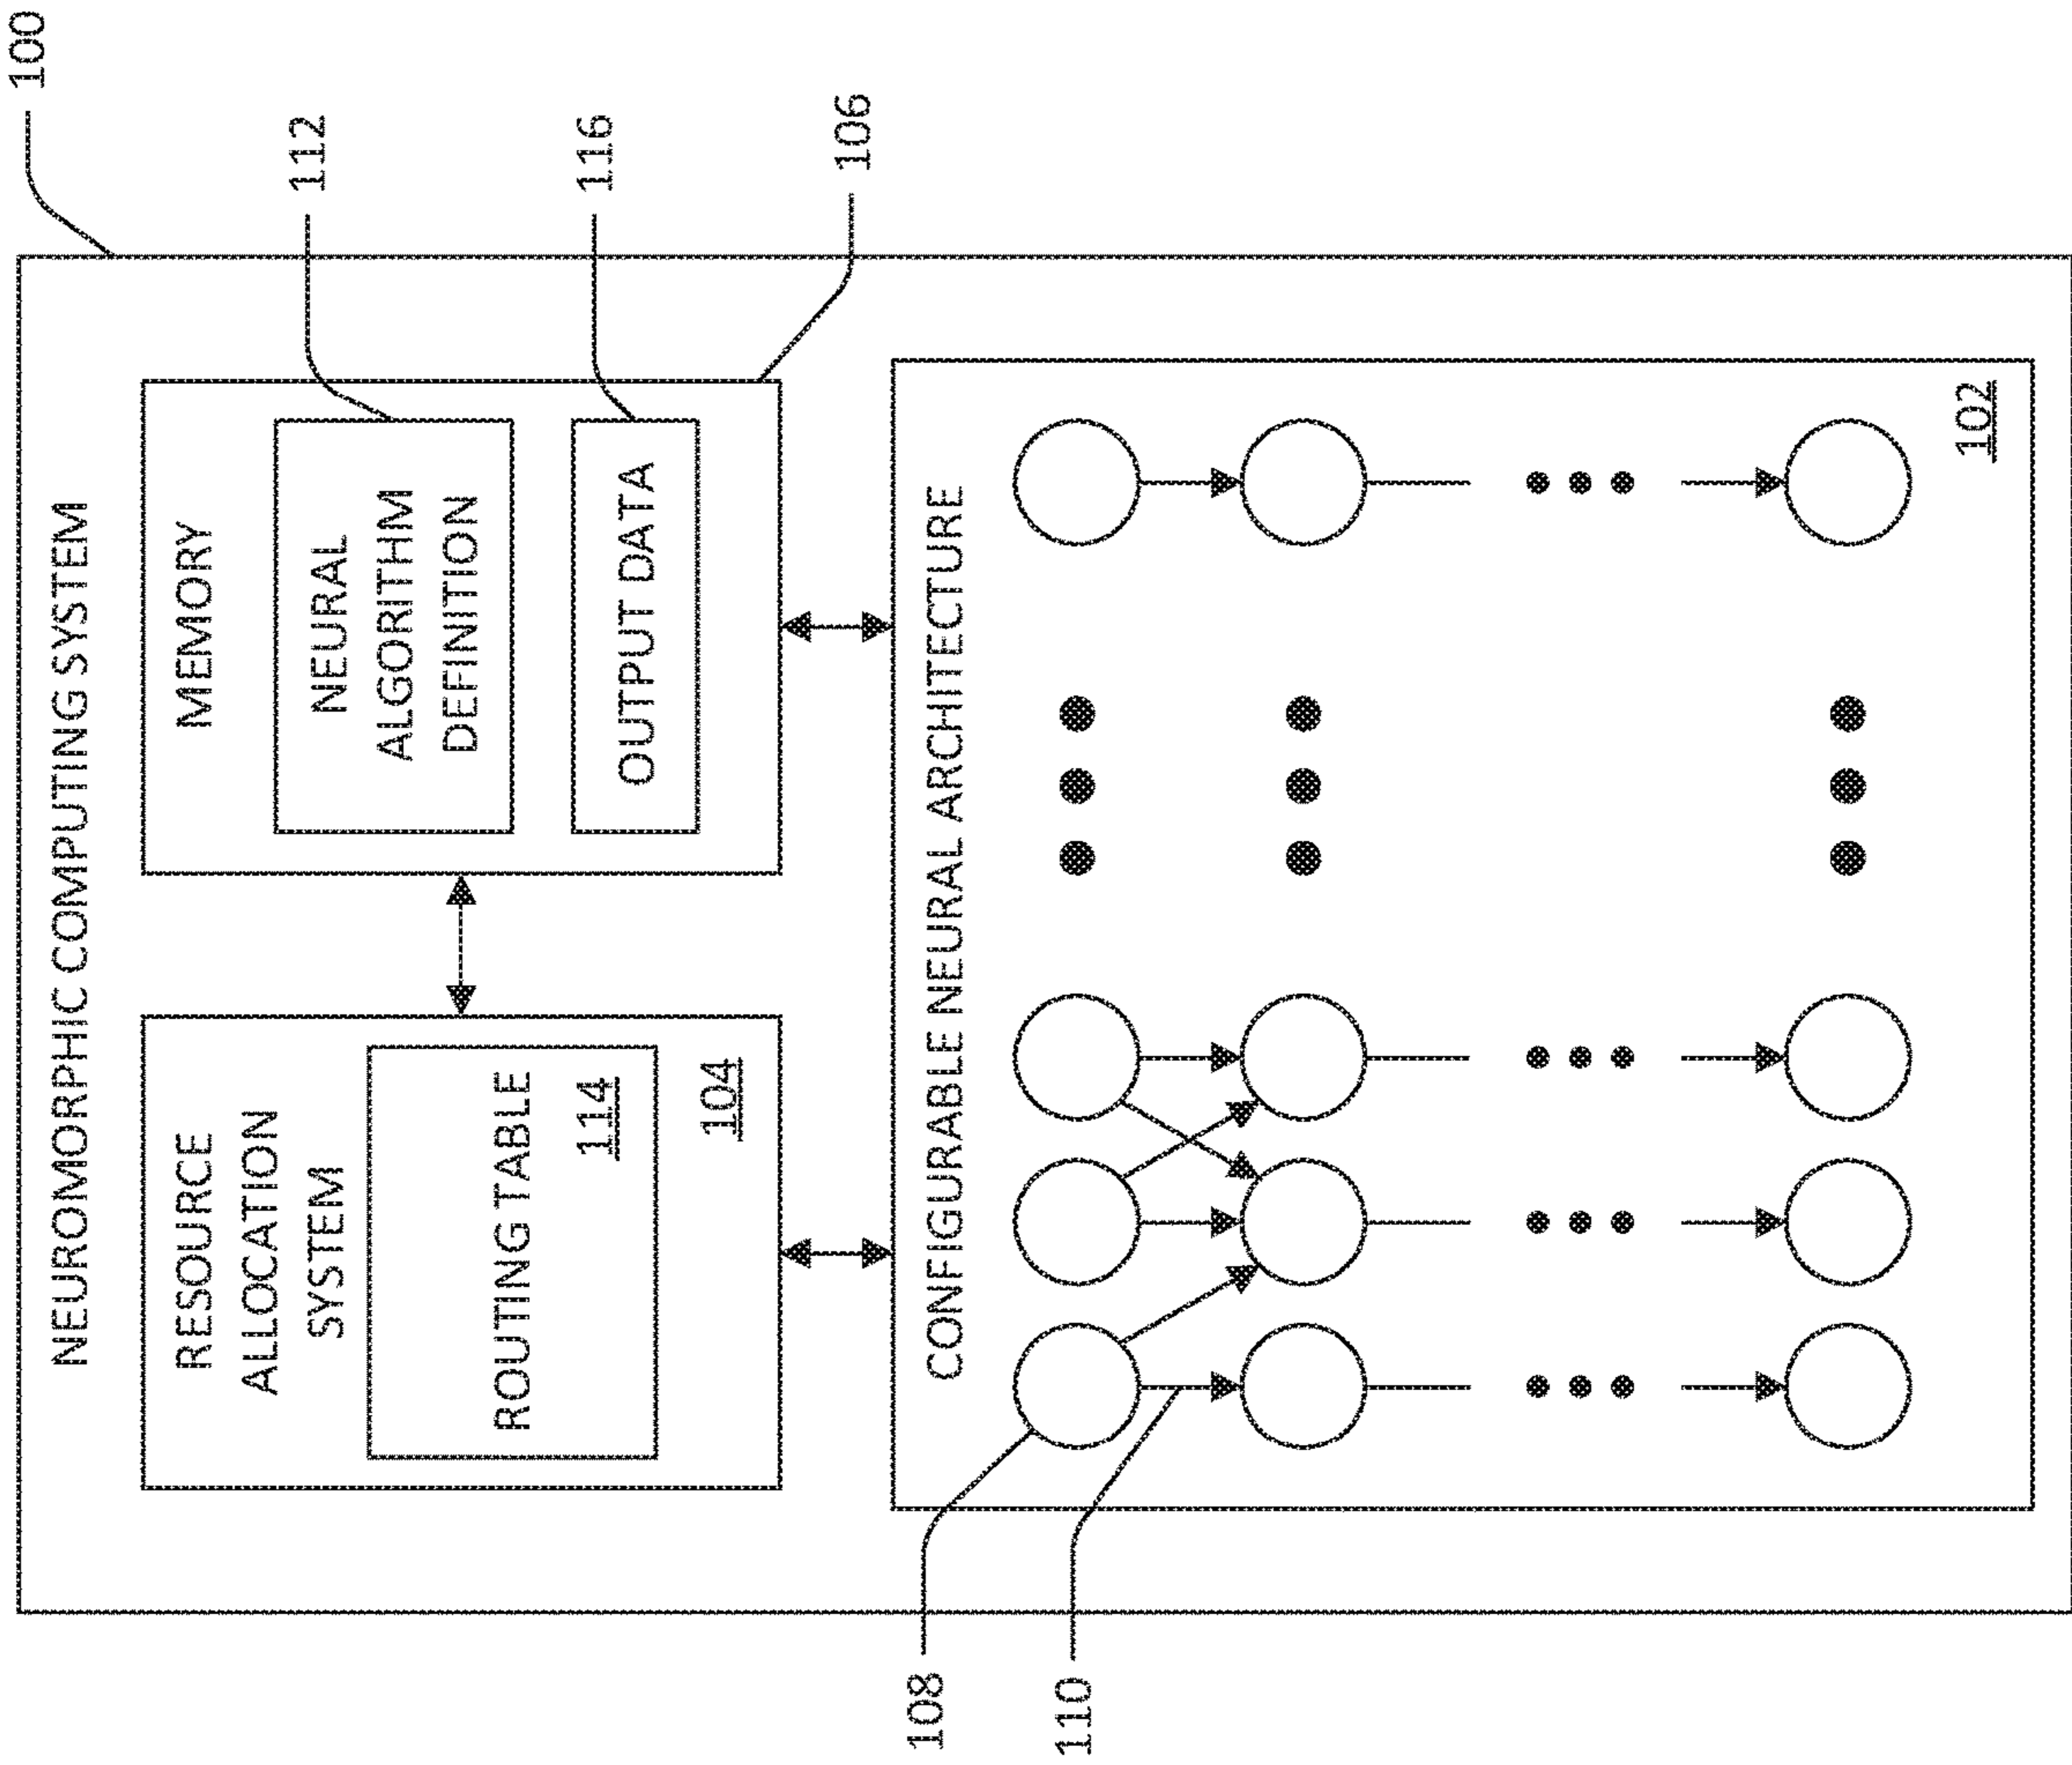 100
NEUROMORPHIC COMPUTING SYSTEM
RESOURCE
ALLOCATION
SYSTEM
ROUTING TABLE
114
104
MEMORY
NEURAL
ALGORITHM
DEFINITION
OUTPUT DATA
112
116
106
CONFIGURABLE NEURAL ARCHITECTURE
108
110
102